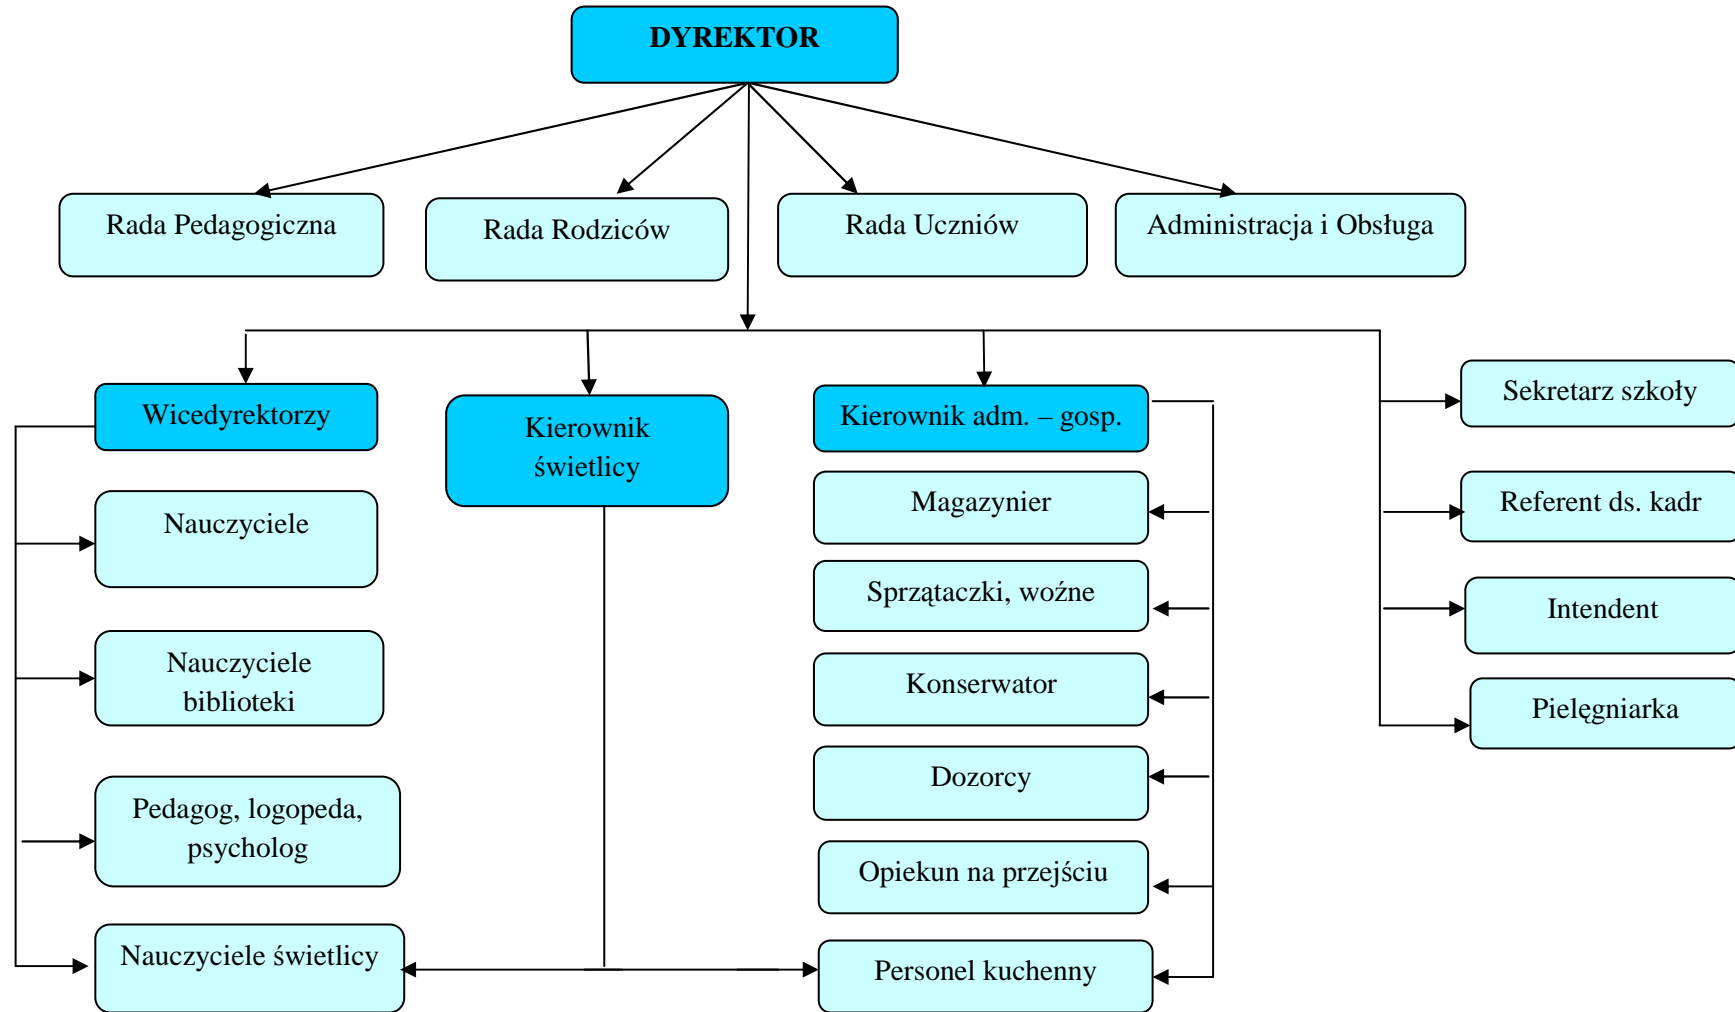 DYREKTOR
Rada Pedagogiczna
Rada Rodziców
Rada Uczniów
Administracja i Obsługa
Wicedyrektorzy
Kierownik
świetlicy
Kierownik adm. – gosp.
Sekretarz szkoły
Nauczyciele
Magazynier
Referent ds. kadr
Sprzątaczki, woźne
Intendent
Nauczyciele
biblioteki
Konserwator
Pielęgniarka
Dozorcy
Pedagog, logopeda,
psycholog
Opiekun na przejściu
Nauczyciele świetlicy
Personel kuchenny